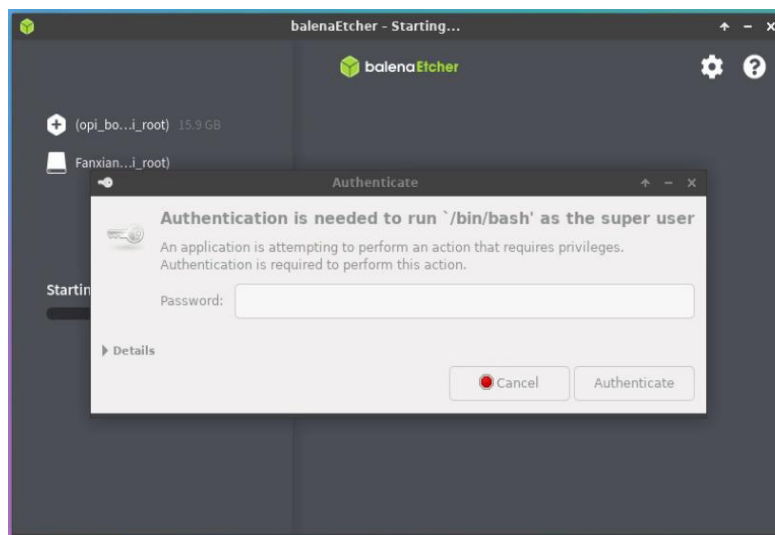 balenaEtcher - Starting...
balenaEtcher
(opi_bo...i_root) 15.9 GB
Fanxian...i_root)
Authenticate
Authentication is needed to run `/bin/bash' as the super user
An application is attempting to perform an action that requires privileges.
Authentication is required to perform this action.
Startin
Password:
Details
Cancel Authenticate